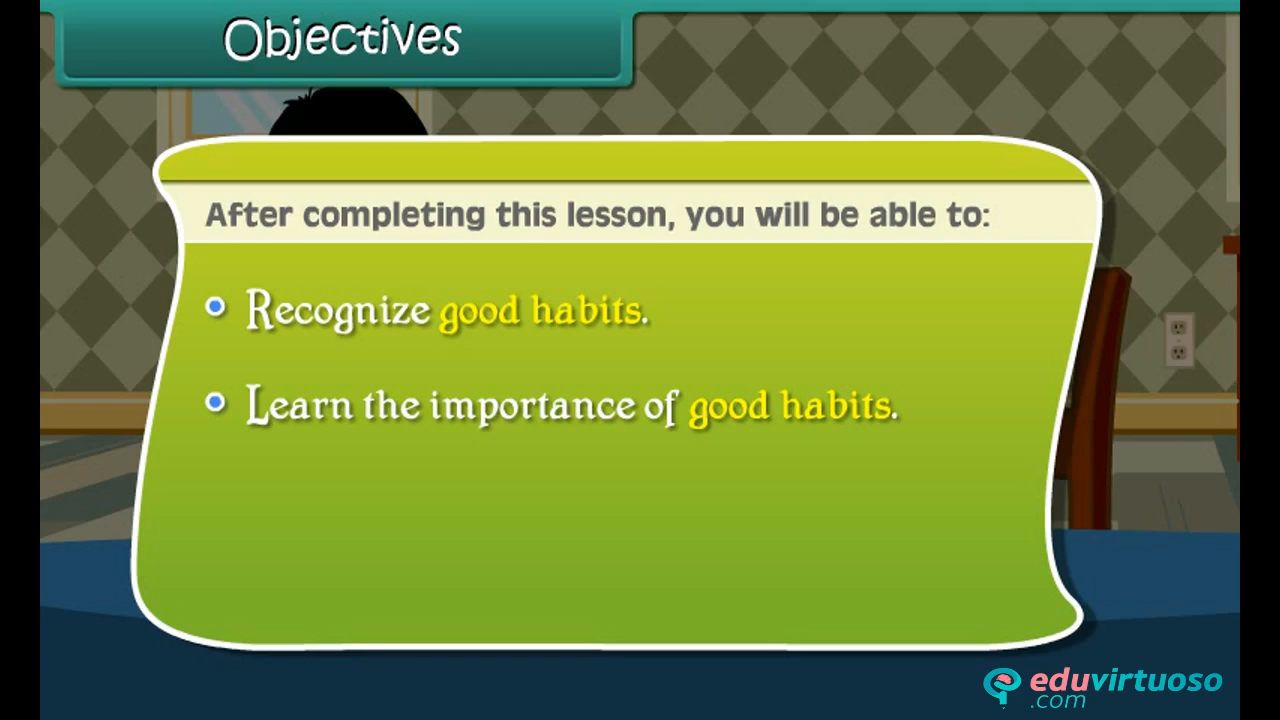 Objectives
After completing this lesson, you will be able to:
Recognize good habits.
Learn the importance of good habits.
eduvirtuoso
.com